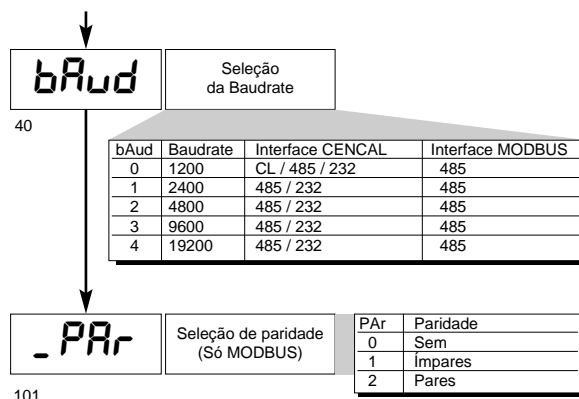 bAud
Seleção
da Baudrate
40
bAud Baudrate Interface CENCAL Interface MODBUS
0 1200 CL / 485 / 232 485
1 2400 485 / 232 485
2 4800 485 / 232 485
3 9600 485 / 232 485
4 19200 485 / 232 485
_PAr
Seleção de paridade
(Só MODBUS)
PAr Paridade
0 Sem
1 Ímpares
2 Pares
101